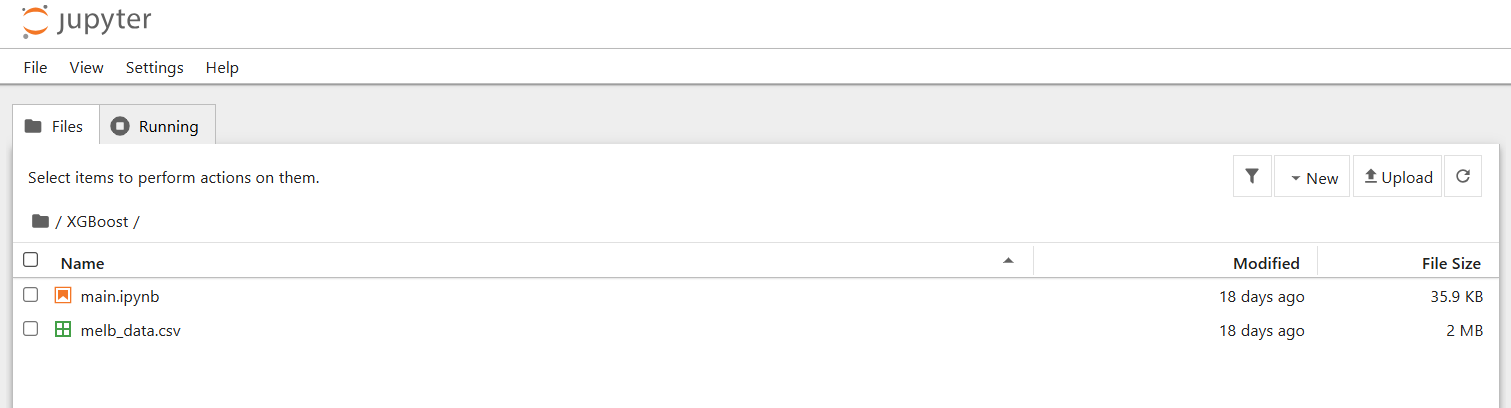 jupyter
File View Settings Help
Files Running
Select items to perform actions on them.
New Upload
/ XGBoost /
Name Modified File Size
main.ipynb 18 days ago 35.9 KB
melb_data.csv 18 days ago 2 MB